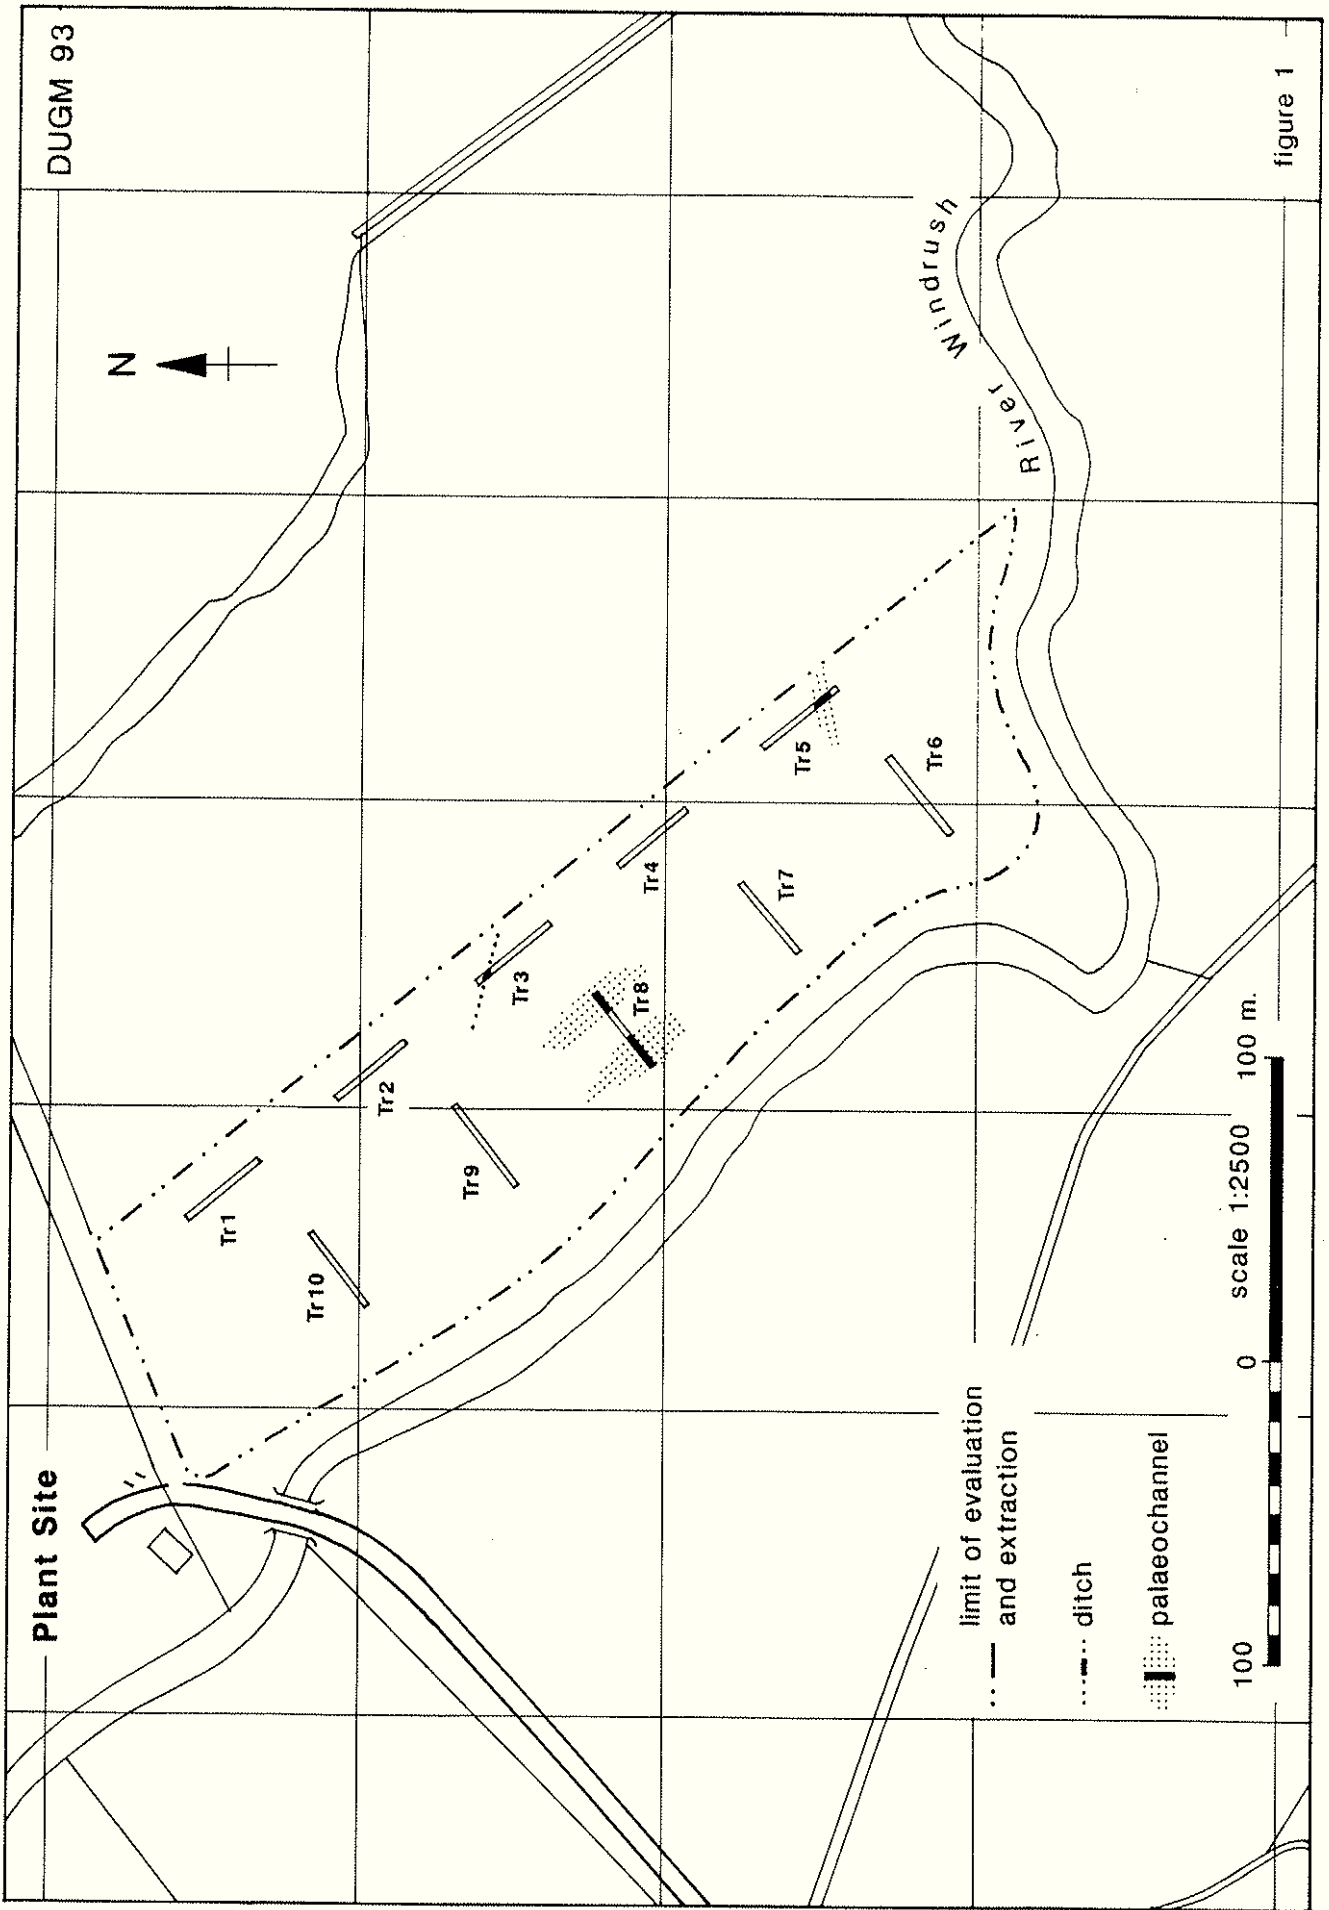 DUGM 93
Plant Site
N
Tr1
Tr2
Tr3
Tr4
Tr5
Tr6
Tr7
Tr8
Tr9
Tr10
River Windrush
limit of evaluation
and extraction
ditch
palaeochannel
scale 1:2500
100
0
100 m.
figure 1